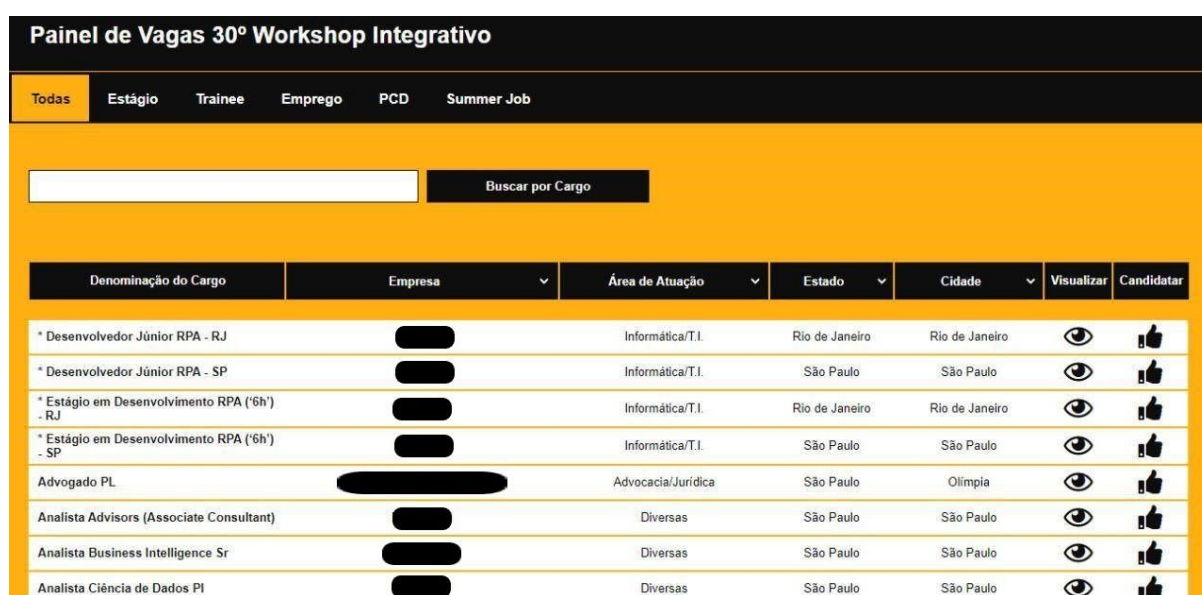 Painel de Vagas 30º Workshop Integrativo
Todas Estágio Trainee Emprego PCD Summer Job
Buscar por Cargo
Denominação do Cargo Empresa Área de Atuação Estado Cidade Visualizar Candidatar
* Desenvolvedor Júnior RPA - RJ Informática/T.I. Rio de Janeiro Rio de Janeiro
* Desenvolvedor Júnior RPA - SP Informática/T.I. São Paulo São Paulo
* Estágio em Desenvolvimento RPA (‘6h’)
- RJ Informática/T.I. Rio de Janeiro Rio de Janeiro
* Estágio em Desenvolvimento RPA (‘6h’)
- SP Informática/T.I. São Paulo São Paulo
Advogado PL Advocacia/Jurídica São Paulo Olímpia
Analista Advisors (Associate Consultant) Diversas São Paulo São Paulo
Analista Business Intelligence Sr Diversas São Paulo São Paulo
Analista Ciência de Dados Pl Diversas São Paulo São Paulo